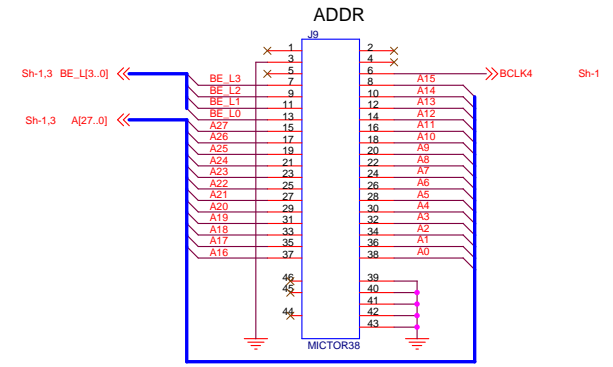 ADDR
J9
1 2
3 4
5 6 BCLK4
Sh-1,3 BE_L[3..0] Sh-1
BE_L3 7 8 A15
BE_L2 9 10 A14
BE_L1 11 12 A13
Sh-1,3 A[27..0] BE_L0 13 14 A12
A27 15 16 A11
A26 17 18 A10
A25 19 20 A9
A24 21 22 A8
A23 23 24 A7
A22 25 26 A6
A21 27 28 A5
A20 29 30 A4
A19 31 32 A3
A18 33 34 A2
A17 35 36 A1
A16 37 38 A0
46 39
45 40
41
44 42
43
MICTOR38